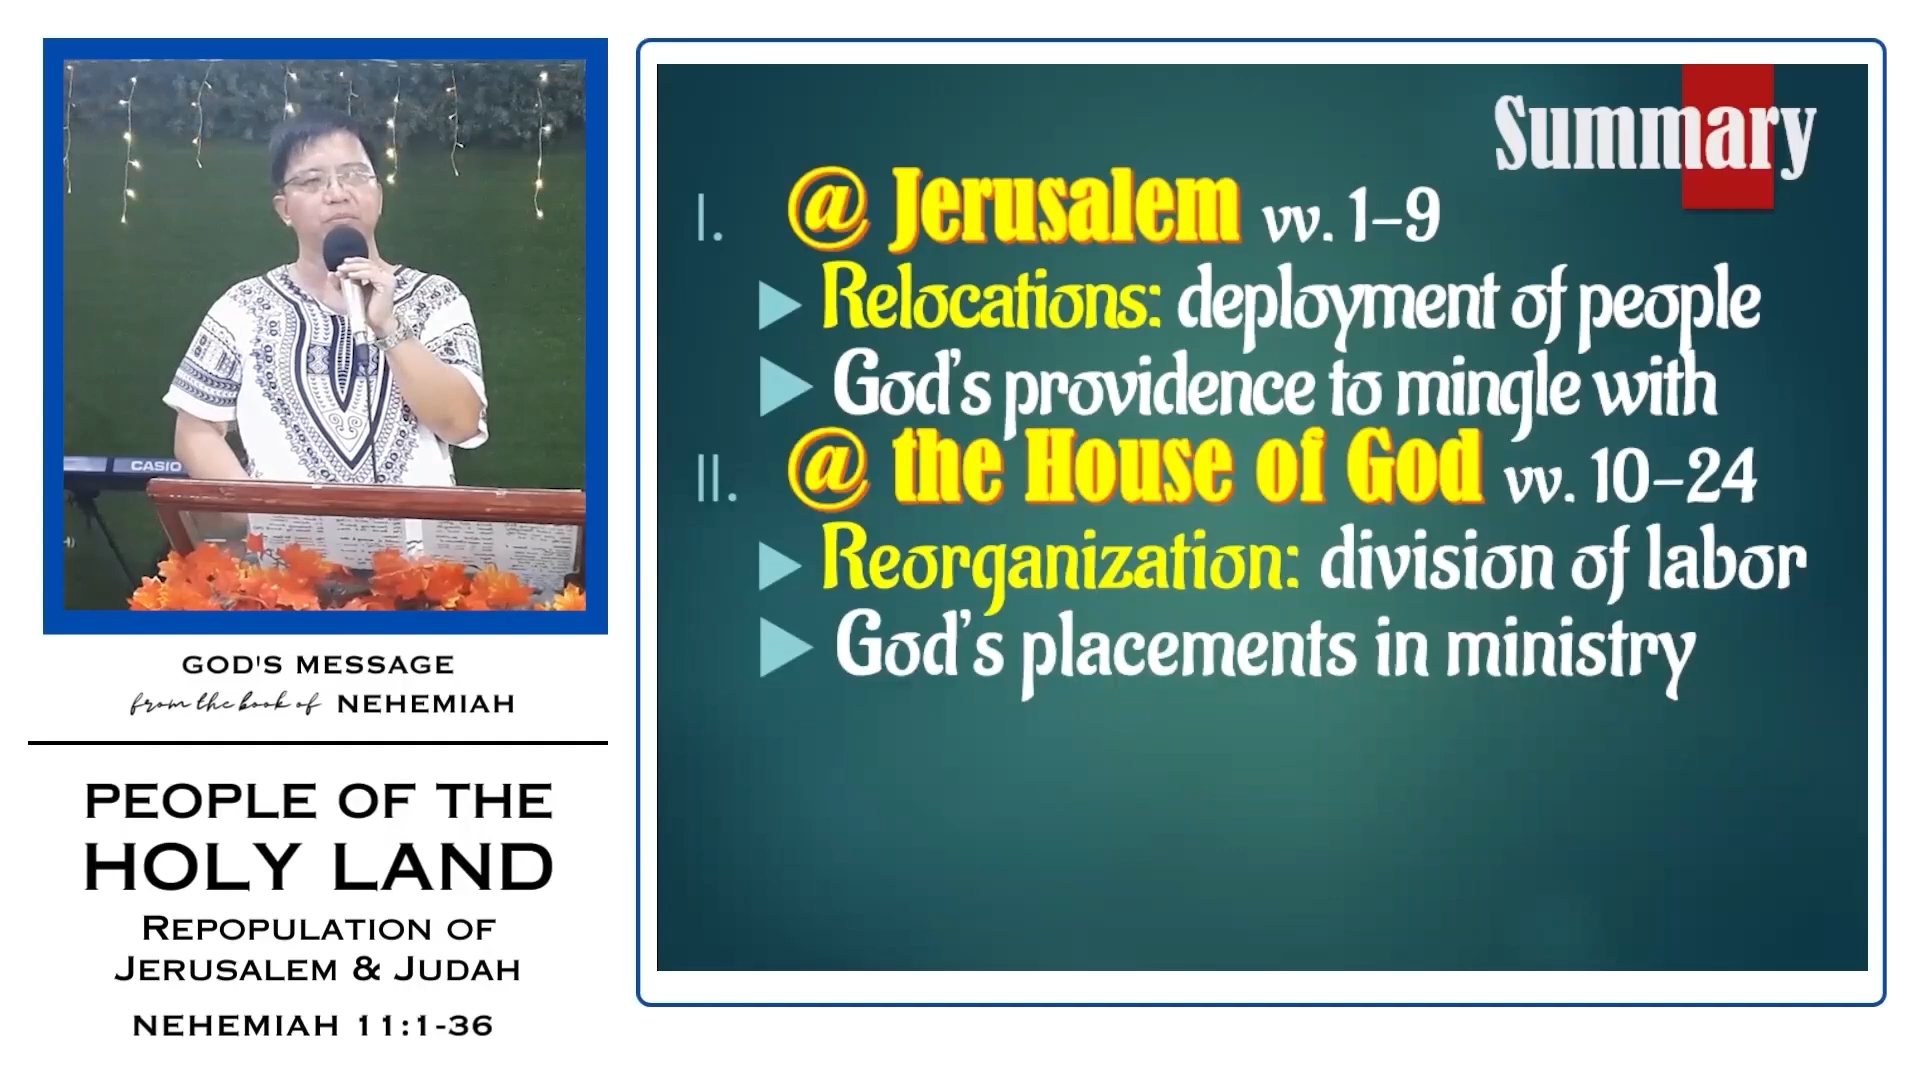 CASIO
GOD'S MESSAGE
from the book of NEHEMIAH
PEOPLE OF THE
HOLY LAND
REPOPULATION OF
JERUSALEM & JUDAH
NEHEMIAH 11:1-36
Summary
I. @ Jerusalem vv. 1–9
Relocations: deployment of people
God's providence to mingle with
II. @ the House of God vv. 10–24
Reorganization: division of labor
God's placements in ministry